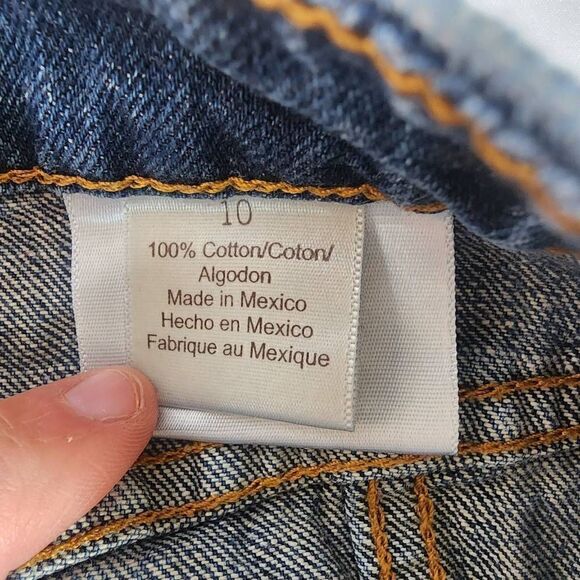 10
100% Cotton/Coton/
Algodon
Made in Mexico
Hecho en Mexico
Fabrique au Mexique